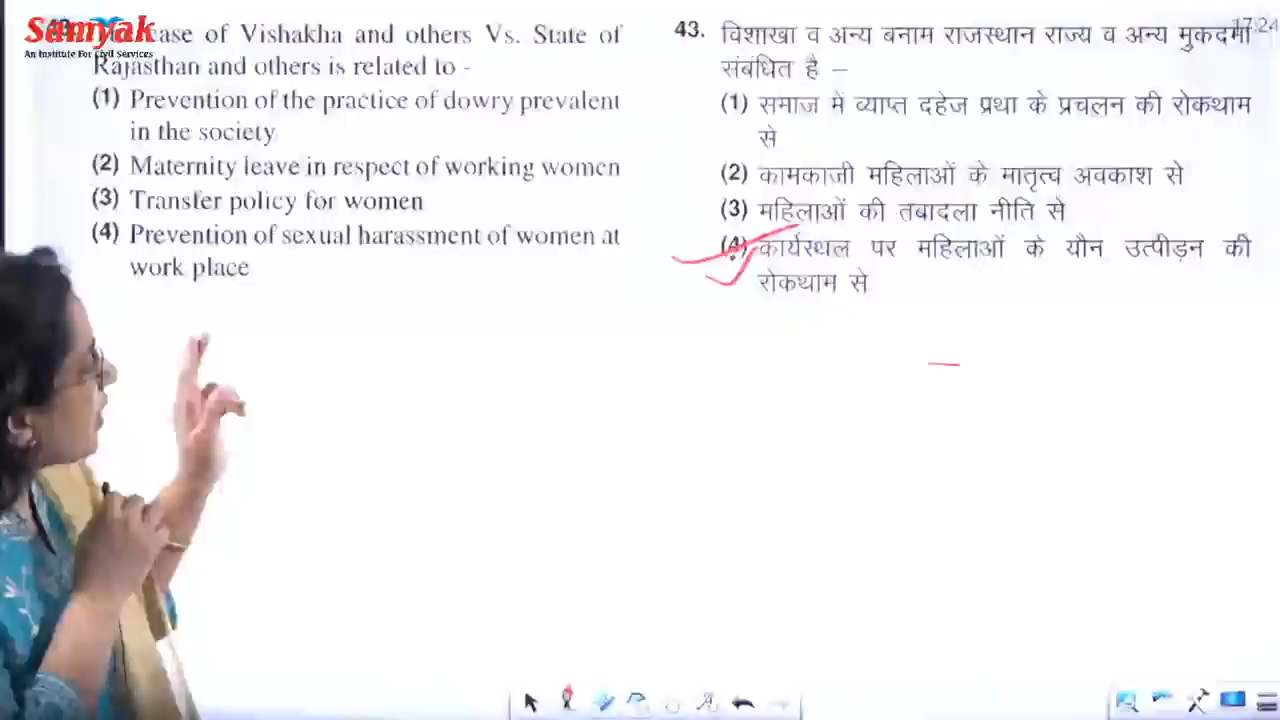 Samyak
An Institute For Civil Services
case of Vishakha and others Vs. State of
Rajasthan and others is related to -
(1) Prevention of the practice of dowry prevalent
in the society
(2) Maternity leave in respect of working women
(3) Transfer policy for women
(4) Prevention of sexual harassment of women at
work place
17:24
43. विशाखा व अन्य बनाम राजस्थान राज्य व अन्य मुकदमा
संबंधित है –
(1) समाज में व्याप्त दहेज प्रथा के प्रचलन की रोकथाम
से
(2) कामकाजी महिलाओं के मातृत्व अवकाश से
(3) महिलाओं की तबादला नीति से
(4) कार्यस्थल पर महिलाओं के यौन उत्पीड़न की
रोकथाम से